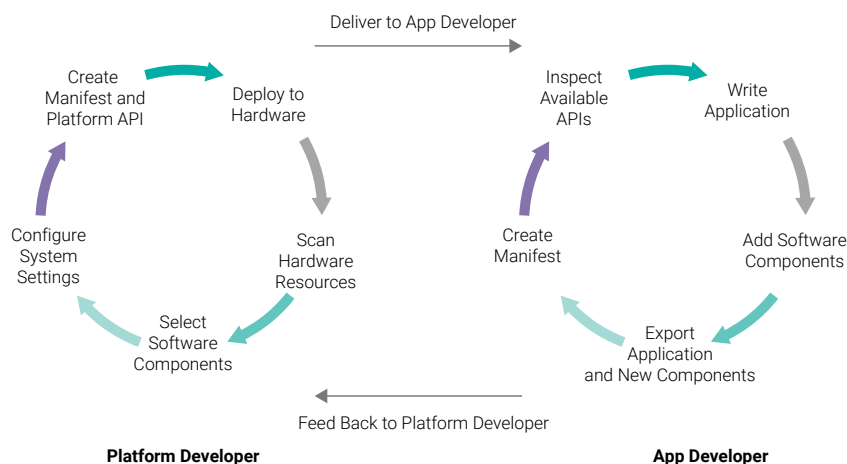 Deliver to App Developer
Create
Manifest and
Platform API
Deploy to
Hardware
Scan
Hardware
Resources
Select
Software
Components
Configure
System
Settings
Inspect
Available
APIs
Write
Application
Add Software
Components
Export
Application
and New Components
Create
Manifest
Feed Back to Platform Developer
Platform Developer
App Developer